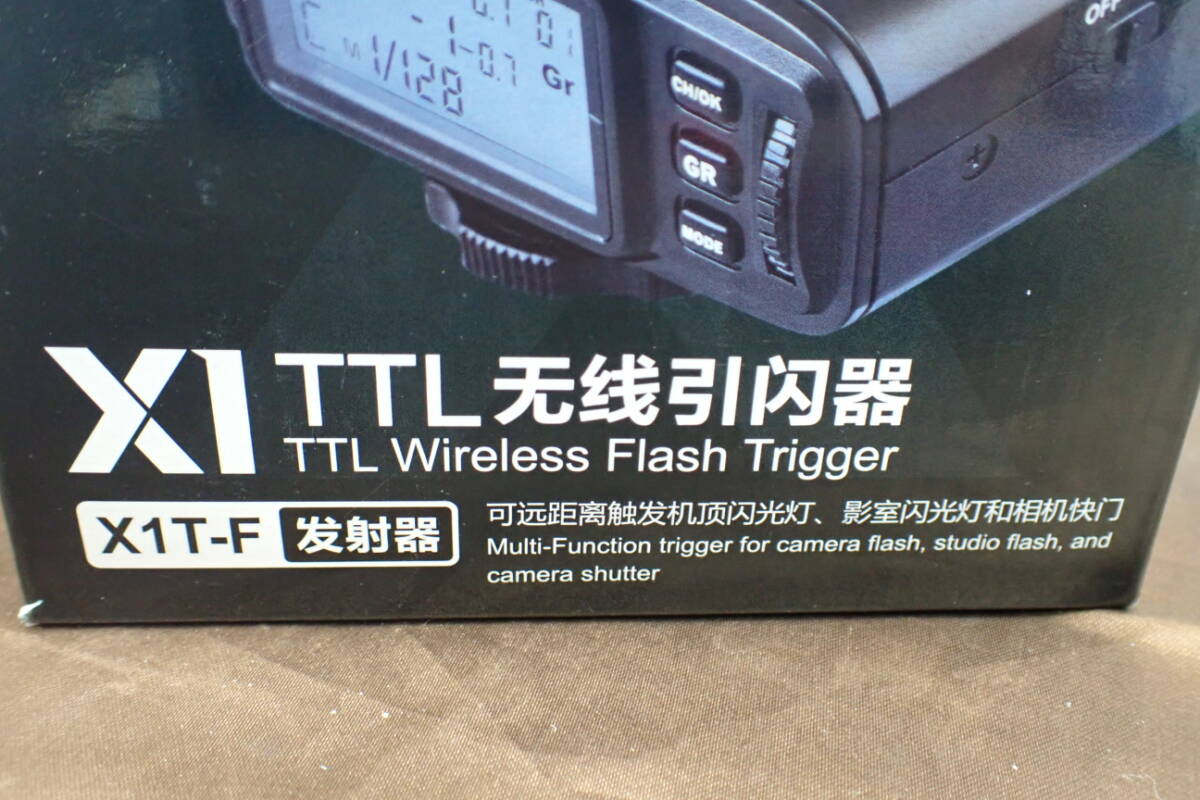 OFF
Gr
M 1/128
CH/OK
GR
MODE
X1 TTL无线引闪器
TTL Wireless Flash Trigger
X1T-F 发射器
可远距离触发机顶闪光灯、影室闪光灯和相机快门
Multi-Function trigger for camera flash, studio flash, and
camera shutter